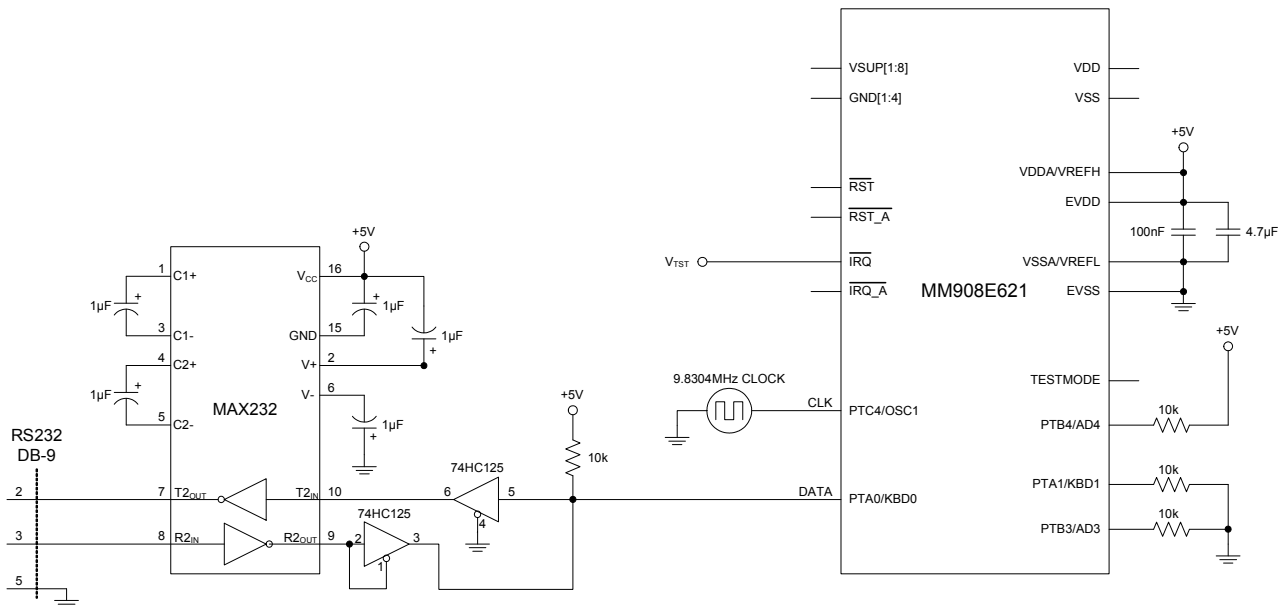 VSUP[1:8]
GND[1:4]
RST
RST_A
IRQ
IRQ_A
PTC4/OSC1
PTA0/KBD0
MM908E621
VDD
VSS
VDDA/VREFH
EVDD
VSSA/VREFL
EVSS
TESTMODE
PTB4/AD4
PTA1/KBD1
PTB3/AD3
+5V
100nF
4.7µF
+5V
10k
10k
10k
VTST
9.8304MHz CLOCK
CLK
DATA
+5V
10k
+5V
1 C1+
1µF +
3 C1-
4 C2+
1µF +
5 C2-
MAX232
VCC 16
+ 1µF
GND 15
1µF +
V+ 2
V- 6
1µF +
RS232
DB-9
2
7 T2OUT
T2IN 10
74HC125
6 5
4
3
8 R2IN
R2OUT 9
74HC125
2 3
1
5